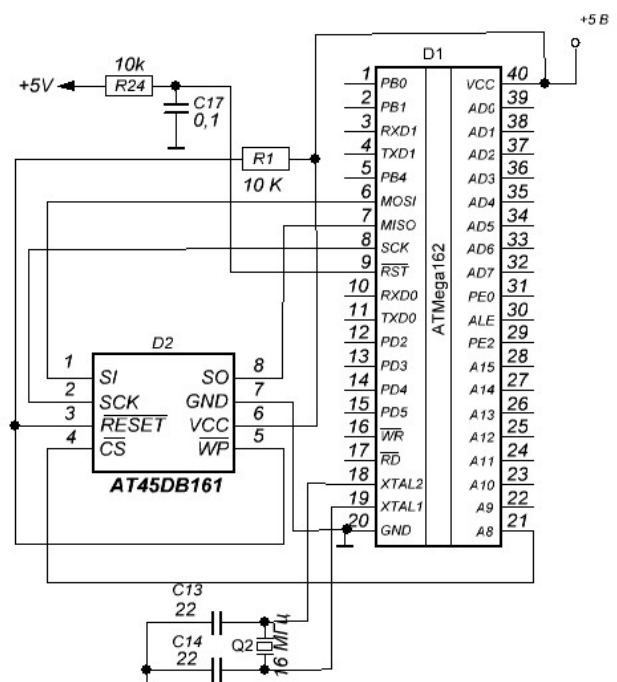 +5 В
D1
10k
+5V
R24
C17
0,1
R1
10 K
1 PB0
2 PB1
3 RXD1
4 TXD1
5 PB4
6 MOSI
7 MISO
8 SCK
9 RST
10 RXD0
11 TXD0
12 PD2
13 PD3
14 PD4
15 PD5
16 WR
17 RD
18 XTAL2
19 XTAL1
20 GND
ATMega162
VCC 40
AD0 39
AD1 38
AD2 37
AD3 36
AD4 35
AD5 34
AD6 33
AD7 32
PE0 31
ALE 30
PE2 29
A15 28
A14 27
A13 26
A12 25
A11 24
A10 23
A9 22
A8 21
D2
1 SI SO 8
2 SCK GND 7
3 RESET VCC 6
4 CS WP 5
AT45DB161
C13
22
C14
22
Q2
16 МГц